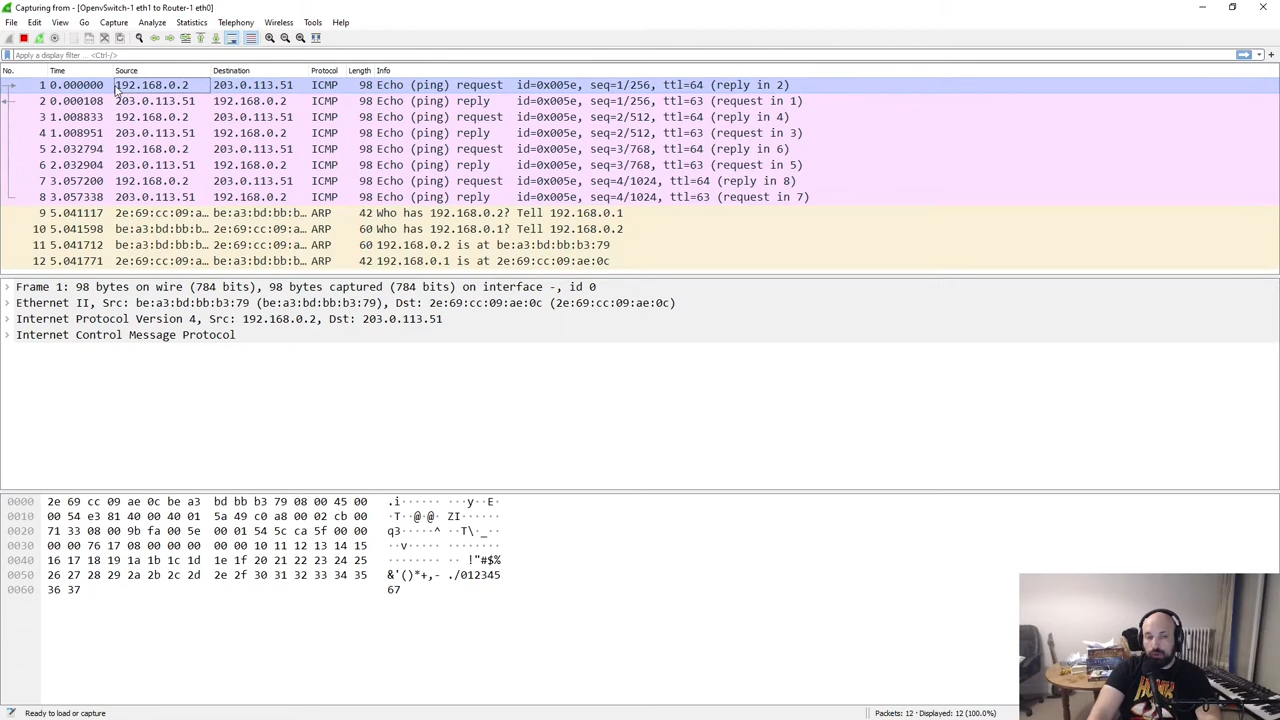 Capturing from - [OpenvSwitch-1 eth1 to Router-1 eth0]
File Edit View Go Capture Analyze Statistics Telephony Wireless Tools Help
Apply a display filter ... <Ctrl-/>
No. Time Source Destination Protocol Length Info
1 0.000000 192.168.0.2 203.0.113.51 ICMP 98 Echo (ping) request id=0x005e, seq=1/256, ttl=64 (reply in 2)
2 0.000108 203.0.113.51 192.168.0.2 ICMP 98 Echo (ping) reply id=0x005e, seq=1/256, ttl=63 (request in 1)
3 1.008833 192.168.0.2 203.0.113.51 ICMP 98 Echo (ping) request id=0x005e, seq=2/512, ttl=64 (reply in 4)
4 1.008951 203.0.113.51 192.168.0.2 ICMP 98 Echo (ping) reply id=0x005e, seq=2/512, ttl=63 (request in 3)
5 2.032794 192.168.0.2 203.0.113.51 ICMP 98 Echo (ping) request id=0x005e, seq=3/768, ttl=64 (reply in 6)
6 2.032904 203.0.113.51 192.168.0.2 ICMP 98 Echo (ping) reply id=0x005e, seq=3/768, ttl=63 (request in 5)
7 3.057200 192.168.0.2 203.0.113.51 ICMP 98 Echo (ping) request id=0x005e, seq=4/1024, ttl=64 (reply in 8)
8 3.057338 203.0.113.51 192.168.0.2 ICMP 98 Echo (ping) reply id=0x005e, seq=4/1024, ttl=63 (request in 7)
9 5.041117 2e:69:cc:09:a… be:a3:bd:bb:b… ARP 42 Who has 192.168.0.2? Tell 192.168.0.1
10 5.041598 be:a3:bd:bb:b… 2e:69:cc:09:a… ARP 60 Who has 192.168.0.1? Tell 192.168.0.2
11 5.041712 be:a3:bd:bb:b… 2e:69:cc:09:a… ARP 60 192.168.0.2 is at be:a3:bd:bb:b3:79
12 5.041771 2e:69:cc:09:a… be:a3:bd:bb:b… ARP 42 192.168.0.1 is at 2e:69:cc:09:ae:0c
Frame 1: 98 bytes on wire (784 bits), 98 bytes captured (784 bits) on interface -, id 0
Ethernet II, Src: be:a3:bd:bb:b3:79 (be:a3:bd:bb:b3:79), Dst: 2e:69:cc:09:ae:0c (2e:69:cc:09:ae:0c)
Internet Protocol Version 4, Src: 192.168.0.2, Dst: 203.0.113.51
Internet Control Message Protocol
0000 2e 69 cc 09 ae 0c be a3 bd bb b3 79 08 00 45 00 .i······ ···y··E·
0010 00 54 e3 81 40 00 40 01 5a 49 c0 a8 00 02 cb 00 ·T··@·@· ZI······
0020 71 33 08 00 9b fa 00 5e 00 01 54 5c ca 5f 00 00 q3·····^ ··T\·_··
0030 00 00 76 17 08 00 00 00 00 00 10 11 12 13 14 15 ··v····· ········
0040 16 17 18 19 1a 1b 1c 1d 1e 1f 20 21 22 23 24 25 ········ ·· !"#$%
0050 26 27 28 29 2a 2b 2c 2d 2e 2f 30 31 32 33 34 35 &'()*+,- ./012345
0060 36 37 67
Ready to load or capture
Packets: 12 · Displayed: 12 (100.0%)